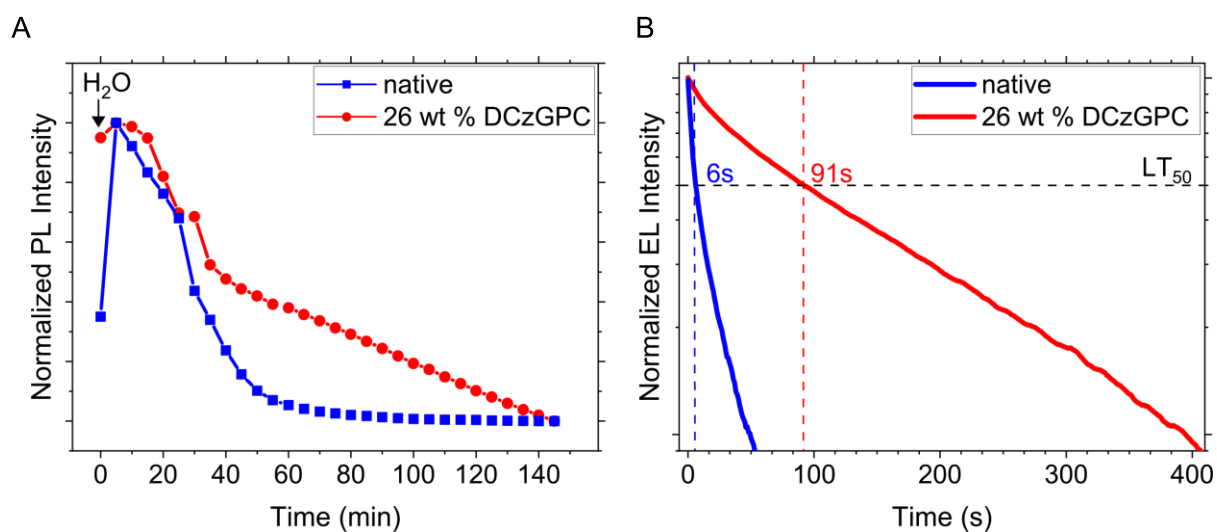 A
H₂O
native
26 wt % DCzGPC
Normalized PL Intensity
0 20 40 60 80 100 120 140
Time (min)
B
native
26 wt % DCzGPC
6s
91s
LT₅₀
Normalized EL Intensity
0 100 200 300 400
Time (s)